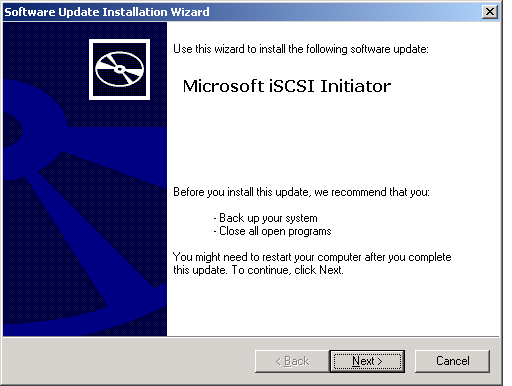 Software Update Installation Wizard
Use this wizard to install the following software update:
Microsoft iSCSI Initiator
Before you install this update, we recommend that you:
- Back up your system
- Close all open programs
You might need to restart your computer after you complete
this update. To continue, click Next.
< Back
Next >
Cancel